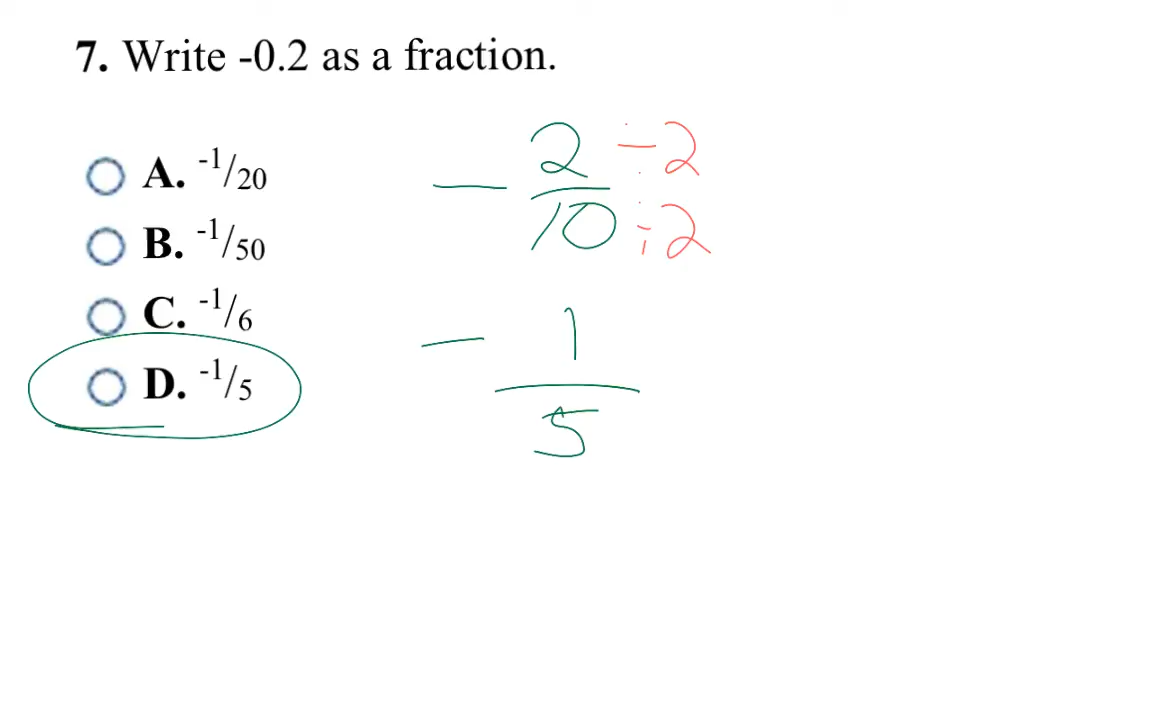 7. Write -0.2 as a fraction.
A. -1/20
B. -1/50
C. -1/6
D. -1/5
2 ÷2
—
10 ÷2
— 1
5